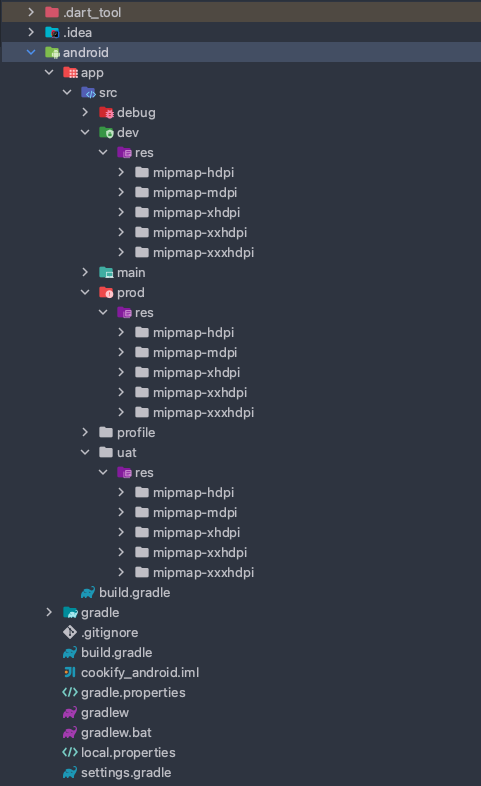 .dart_tool
.idea
android
app
src
debug
dev
res
mipmap-hdpi
mipmap-mdpi
mipmap-xhdpi
mipmap-xxhdpi
mipmap-xxxhdpi
main
prod
res
mipmap-hdpi
mipmap-mdpi
mipmap-xhdpi
mipmap-xxhdpi
mipmap-xxxhdpi
profile
uat
res
mipmap-hdpi
mipmap-mdpi
mipmap-xhdpi
mipmap-xxhdpi
mipmap-xxxhdpi
build.gradle
gradle
.gitignore
build.gradle
cookify_android.iml
gradle.properties
gradlew
gradlew.bat
local.properties
settings.gradle